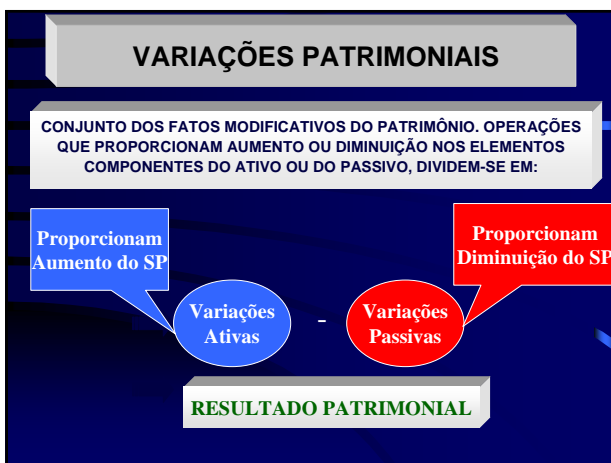 VARIAÇÕES PATRIMONIAIS
CONJUNTO DOS FATOS MODIFICATIVOS DO PATRIMÔNIO. OPERAÇÕES
QUE PROPORCIONAM AUMENTO OU DIMINUIÇÃO NOS ELEMENTOS
COMPONENTES DO ATIVO OU DO PASSIVO, DIVIDEM-SE EM:
Proporcionam
Aumento do SP
Proporcionam
Diminuição do SP
Variações
Ativas
-
Variações
Passivas
RESULTADO PATRIMONIAL